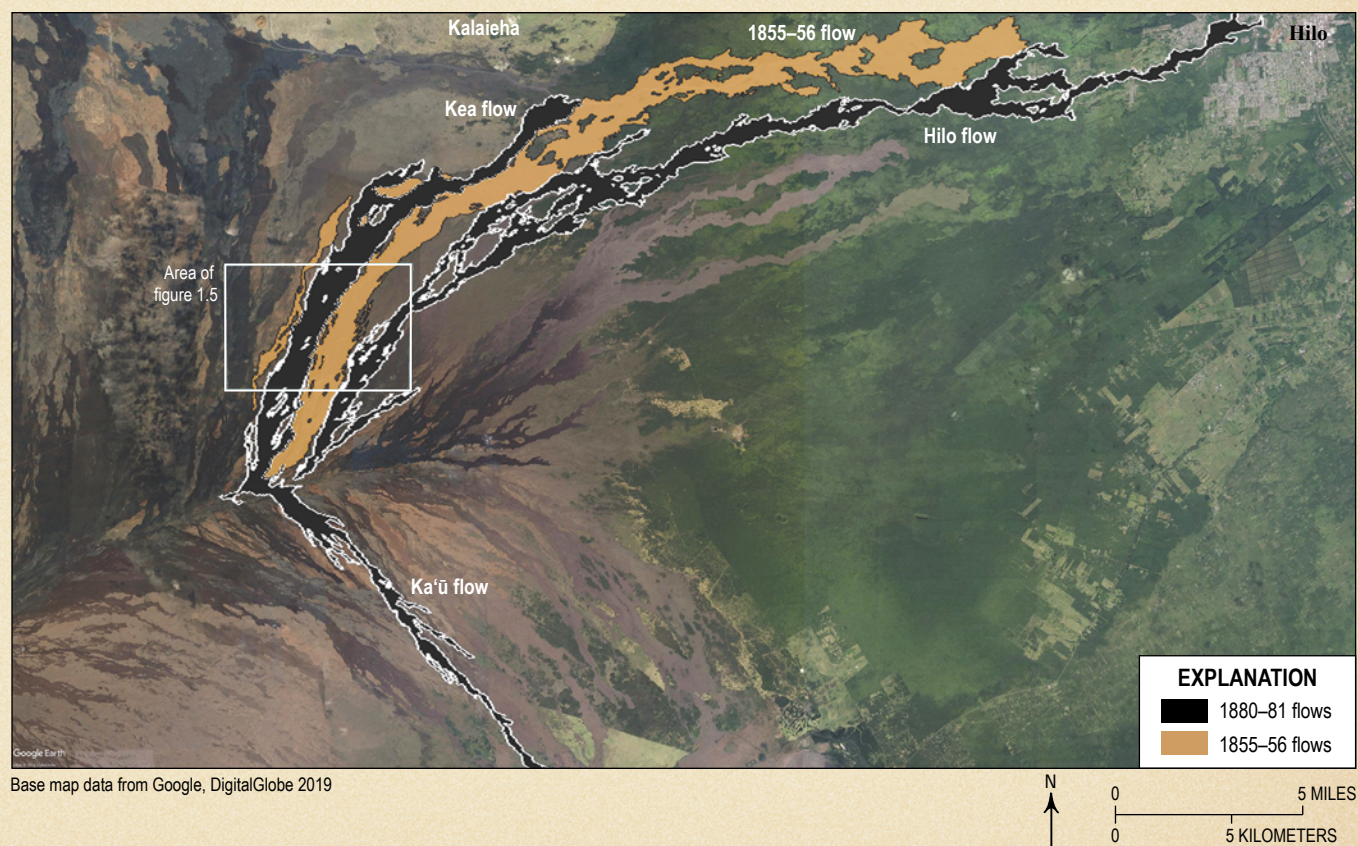 Kalaieha
1855–56 flow
Hilo
Kea flow
Hilo flow
Area of
figure 1.5
Kaʻū flow
EXPLANATION
1880–81 flows
1855–56 flows
Google Earth
Base map data from Google, DigitalGlobe 2019
N
0 5 MILES
0 5 KILOMETERS